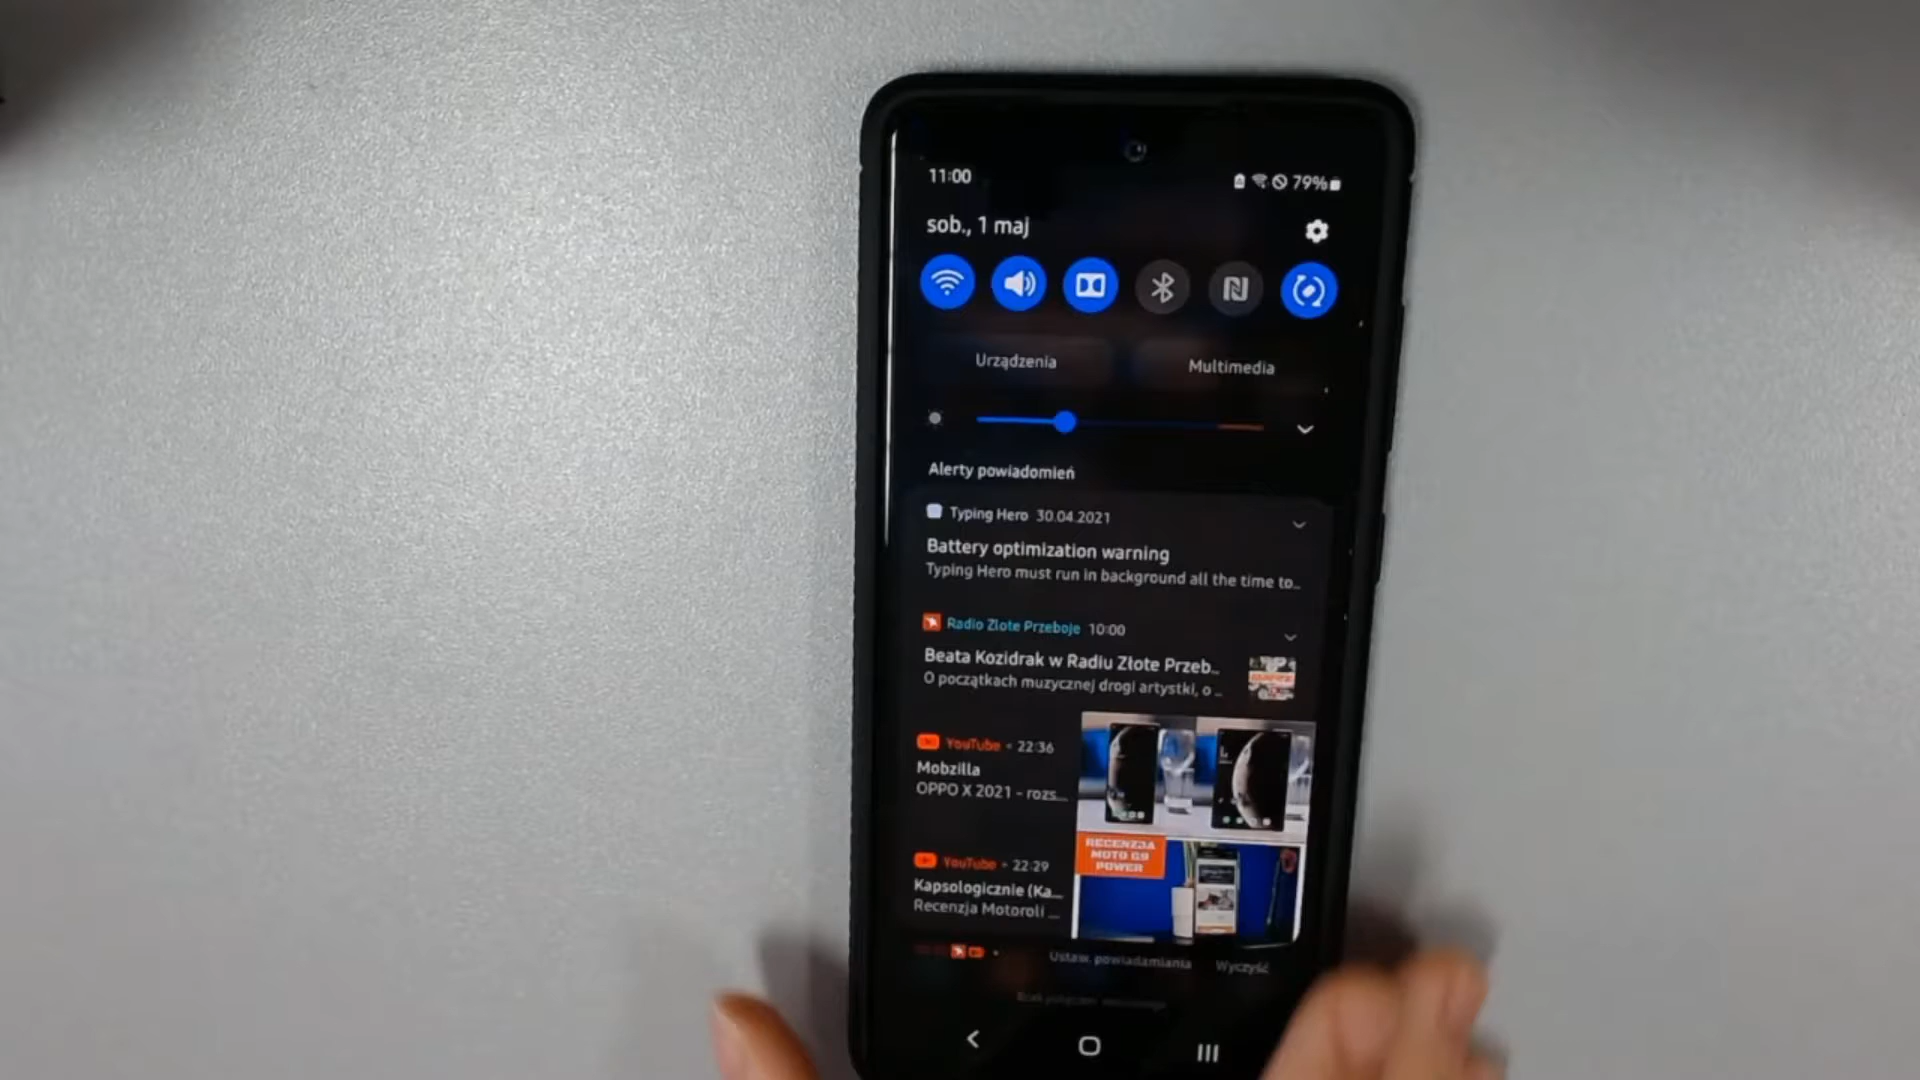 11:00
79%
sob., 1 maj
Urządzenia
Multimedia
Alerty powiadomień
Typing Hero 30.04.2021
Battery optimization warning
Typing Hero must run in background all the time to...
Radio Zlote Przeboje 10:00
Beata Kozidrak w Radiu Złote Przeb...
O początkach muzycznej drogi artystki, o ...
YouTube • 22:36
Mobzilla
OPPO X 2021 - rozs...
RECENZJA
MOTO G9
POWER
YouTube • 22:29
Kapsologicznie (Ka...
Recenzja Motoroli ...
Ustaw. powiadamiania
Wyczyść